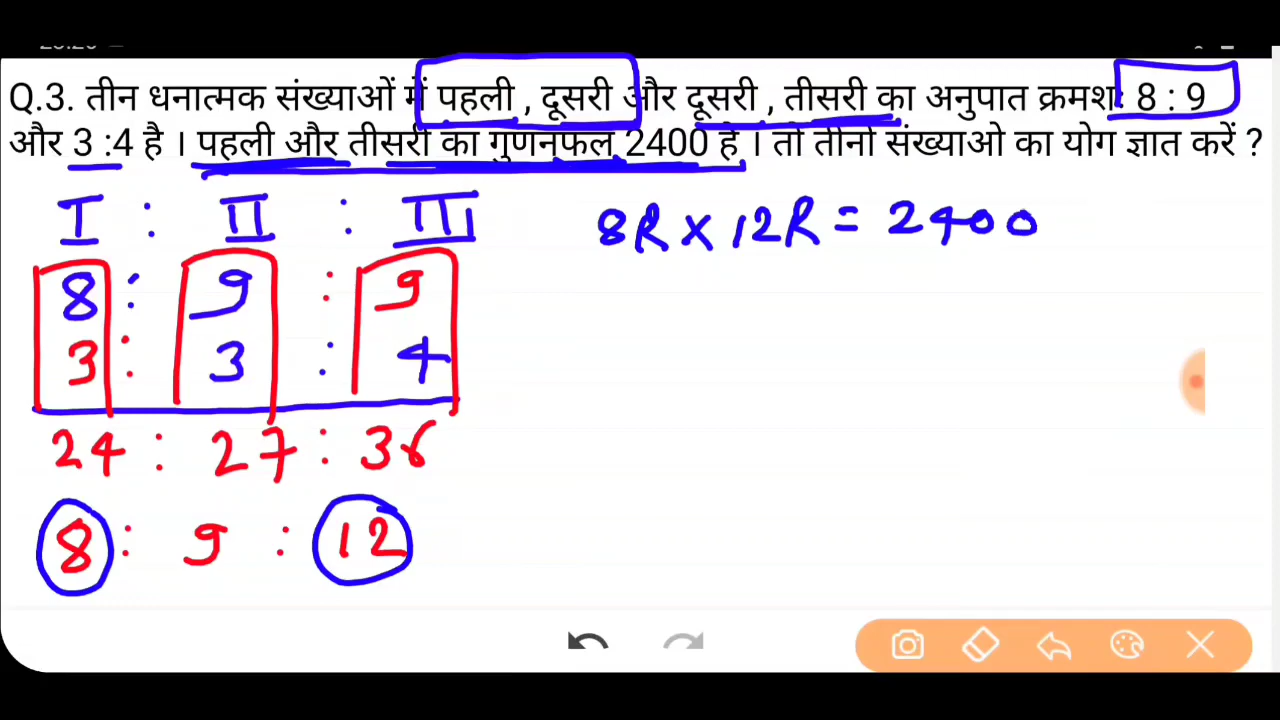 Q.3. तीन धनात्मक संख्याओं में पहली , दूसरी और दूसरी , तीसरी का अनुपात क्रमशः 8 : 9
और 3 :4 है । पहली और तीसरी का गुणनफल 2400 है । तो तीनों संख्याओ का योग ज्ञात करें ?
I : II : III
8R x 12R = 2400
8 : 9 : 9
3 : 3 : 4
24 : 27 : 36
8 : 9 : 12